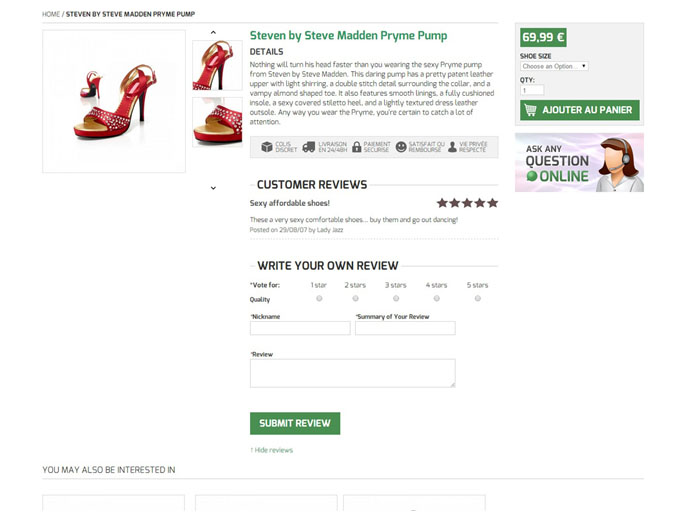 HOME / STEVEN BY STEVE MADDEN PRYME PUMP
Steven by Steve Madden Pryme Pump
DETAILS
Nothing will turn his head faster than you wearing the sexy Pryme pump
from Steven by Steve Madden. This daring pump has a pretty patent leather
upper with light shirring, a double stitch detail surrounding the collar, and a
vampy almond shaped toe. It also features smooth linings, a fully cushioned
insole, a sexy covered stiletto heel, and a lightly textured dress leather
outsole. Any way you wear the Pryme, you're certain to catch a lot of
attention.
COLIS
DISCRET
LIVRAISON
EN 24/48H
PAIEMENT
SECURISE
SATISFAIT OU
REMBOURSE
VIE PRIVÉE
RESPECTÉ
69,99 €
SHOE SIZE
Choose an Option...
QTY:
1
AJOUTER AU PANIER
ASK ANY
QUESTION
ONLINE
CUSTOMER REVIEWS
Sexy affordable shoes!
These a very sexy comfortable shoes... buy them and go out dancing!
Posted on 29/08/07 by Lady Jazz
WRITE YOUR OWN REVIEW
*Vote for: 1 star 2 stars 3 stars 4 stars 5 stars
Quality
*Nickname
*Summary of Your Review
*Review
SUBMIT REVIEW
↑ Hide reviews
YOU MAY ALSO BE INTERESTED IN